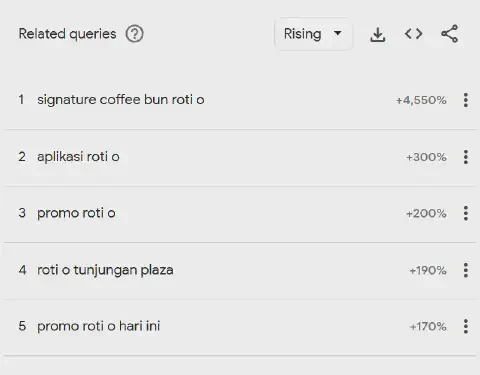 Related queries ?
Rising
1 signature coffee bun roti o +4,550%
2 aplikasi roti o +300%
3 promo roti o +200%
4 roti o tunjungan plaza +190%
5 promo roti o hari ini +170%